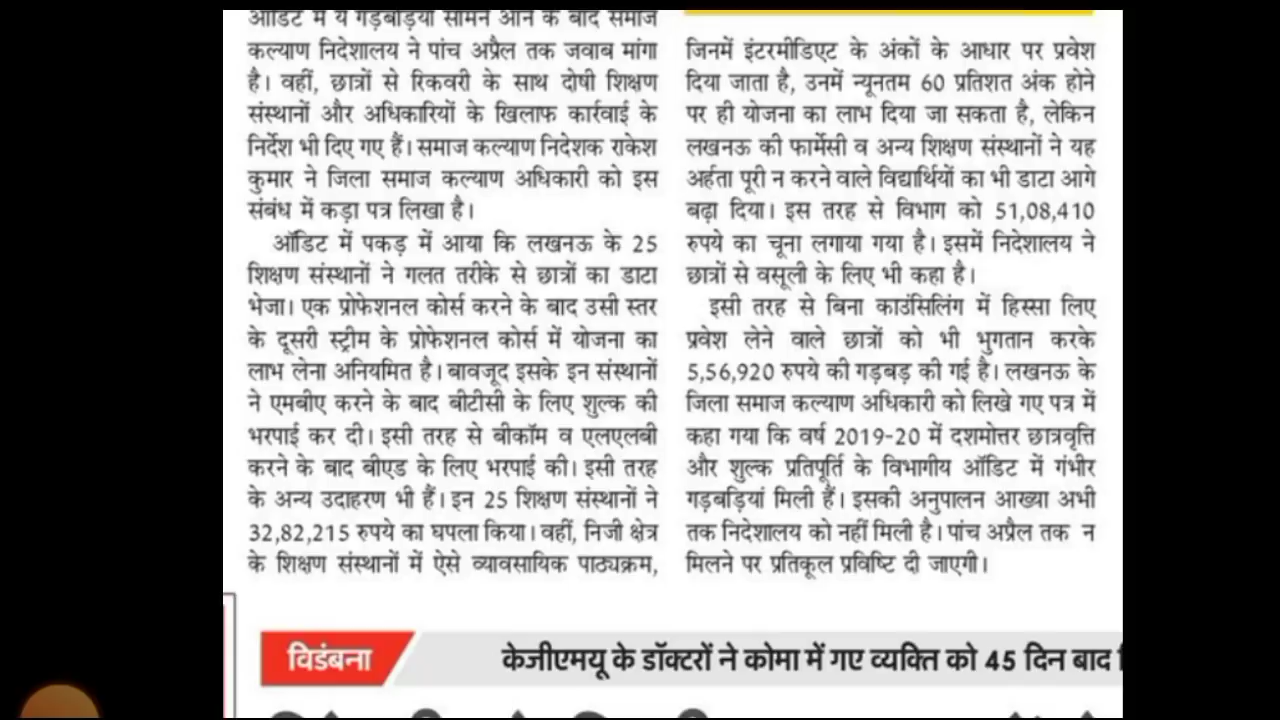 ऑडिट में ये गड़बड़ियां सामने आने के बाद समाज
कल्याण निदेशालय ने पांच अप्रैल तक जवाब मांगा
है। वहीं, छात्रों से रिकवरी के साथ दोषी शिक्षण
संस्थानों और अधिकारियों के खिलाफ कार्रवाई के
निर्देश भी दिए गए हैं। समाज कल्याण निदेशक राकेश
कुमार ने जिला समाज कल्याण अधिकारी को इस
संबंध में कड़ा पत्र लिखा है।
ऑडिट में पकड़ में आया कि लखनऊ के 25
शिक्षण संस्थानों ने गलत तरीके से छात्रों का डाटा
भेजा। एक प्रोफेशनल कोर्स करने के बाद उसी स्तर
के दूसरी स्ट्रीम के प्रोफेशनल कोर्स में योजना का
लाभ लेना अनियमित है। बावजूद इसके इन संस्थानों
ने एमबीए करने के बाद बीटीसी के लिए शुल्क की
भरपाई कर दी। इसी तरह से बीकॉम व एलएलबी
करने के बाद बीएड के लिए भरपाई की। इसी तरह
के अन्य उदाहरण भी हैं। इन 25 शिक्षण संस्थानों ने
32,82,215 रुपये का घपला किया। वहीं, निजी क्षेत्र
के शिक्षण संस्थानों में ऐसे व्यावसायिक पाठ्यक्रम,
जिनमें इंटरमीडिएट के अंकों के आधार पर प्रवेश
दिया जाता है, उनमें न्यूनतम 60 प्रतिशत अंक होने
पर ही योजना का लाभ दिया जा सकता है, लेकिन
लखनऊ की फार्मेसी व अन्य शिक्षण संस्थानों ने यह
अर्हता पूरी न करने वाले विद्यार्थियों का भी डाटा आगे
बढ़ा दिया। इस तरह से विभाग को 51,08,410
रुपये का चूना लगाया गया है। इसमें निदेशालय ने
छात्रों से वसूली के लिए भी कहा है।
इसी तरह से बिना काउंसिलिंग में हिस्सा लिए
प्रवेश लेने वाले छात्रों को भी भुगतान करके
5,56,920 रुपये की गड़बड़ की गई है। लखनऊ के
जिला समाज कल्याण अधिकारी को लिखे गए पत्र में
कहा गया कि वर्ष 2019-20 में दशमोत्तर छात्रवृत्ति
और शुल्क प्रतिपूर्ति के विभागीय ऑडिट में गंभीर
गड़बड़ियां मिली हैं। इसकी अनुपालन आख्या अभी
तक निदेशालय को नहीं मिली है। पांच अप्रैल तक न
मिलने पर प्रतिकूल प्रविष्टि दी जाएगी।
विडंबना
केजीएमयू के डॉक्टरों ने कोमा में गए व्यक्ति को 45 दिन बाद